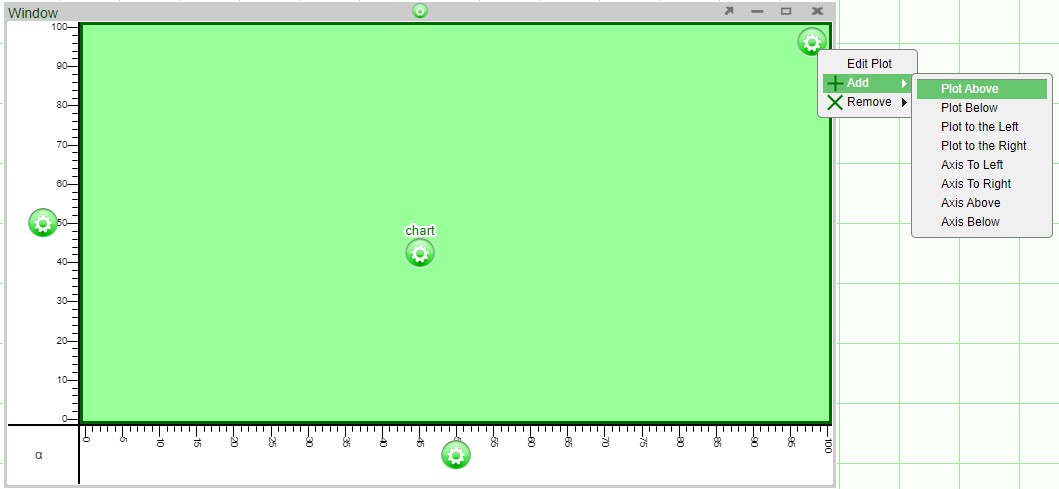 Window
100
90
80
70
60
50
40
30
20
10
0
chart
Edit Plot
Add
Remove
Plot Above
Plot Below
Plot to the Left
Plot to the Right
Axis To Left
Axis To Right
Axis Above
Axis Below
0 5 10 15 20 25 30 35 40 45 50 55 60 65 70 75 80 85 90 95 100
α